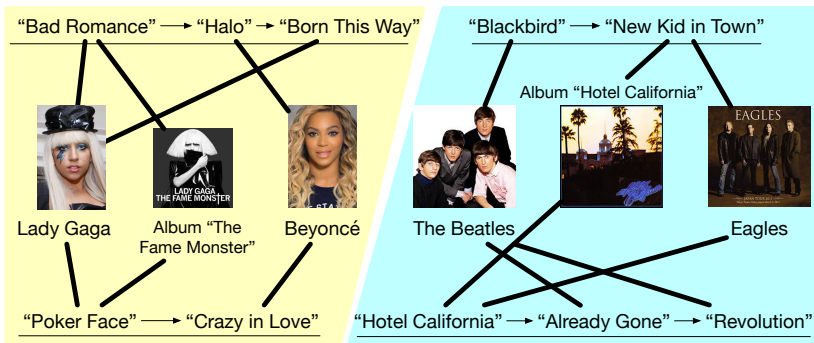 “Bad Romance” “Halo” “Born This Way”
“Blackbird” “New Kid in Town”
Album “Hotel California”
EAGLES
LADY GAGA
THE FAME MONSTER
Lady Gaga
Album “The
Fame Monster”
Beyoncé
The Beatles
Eagles
“Poker Face” “Crazy in Love”
“Hotel California” “Already Gone” “Revolution”